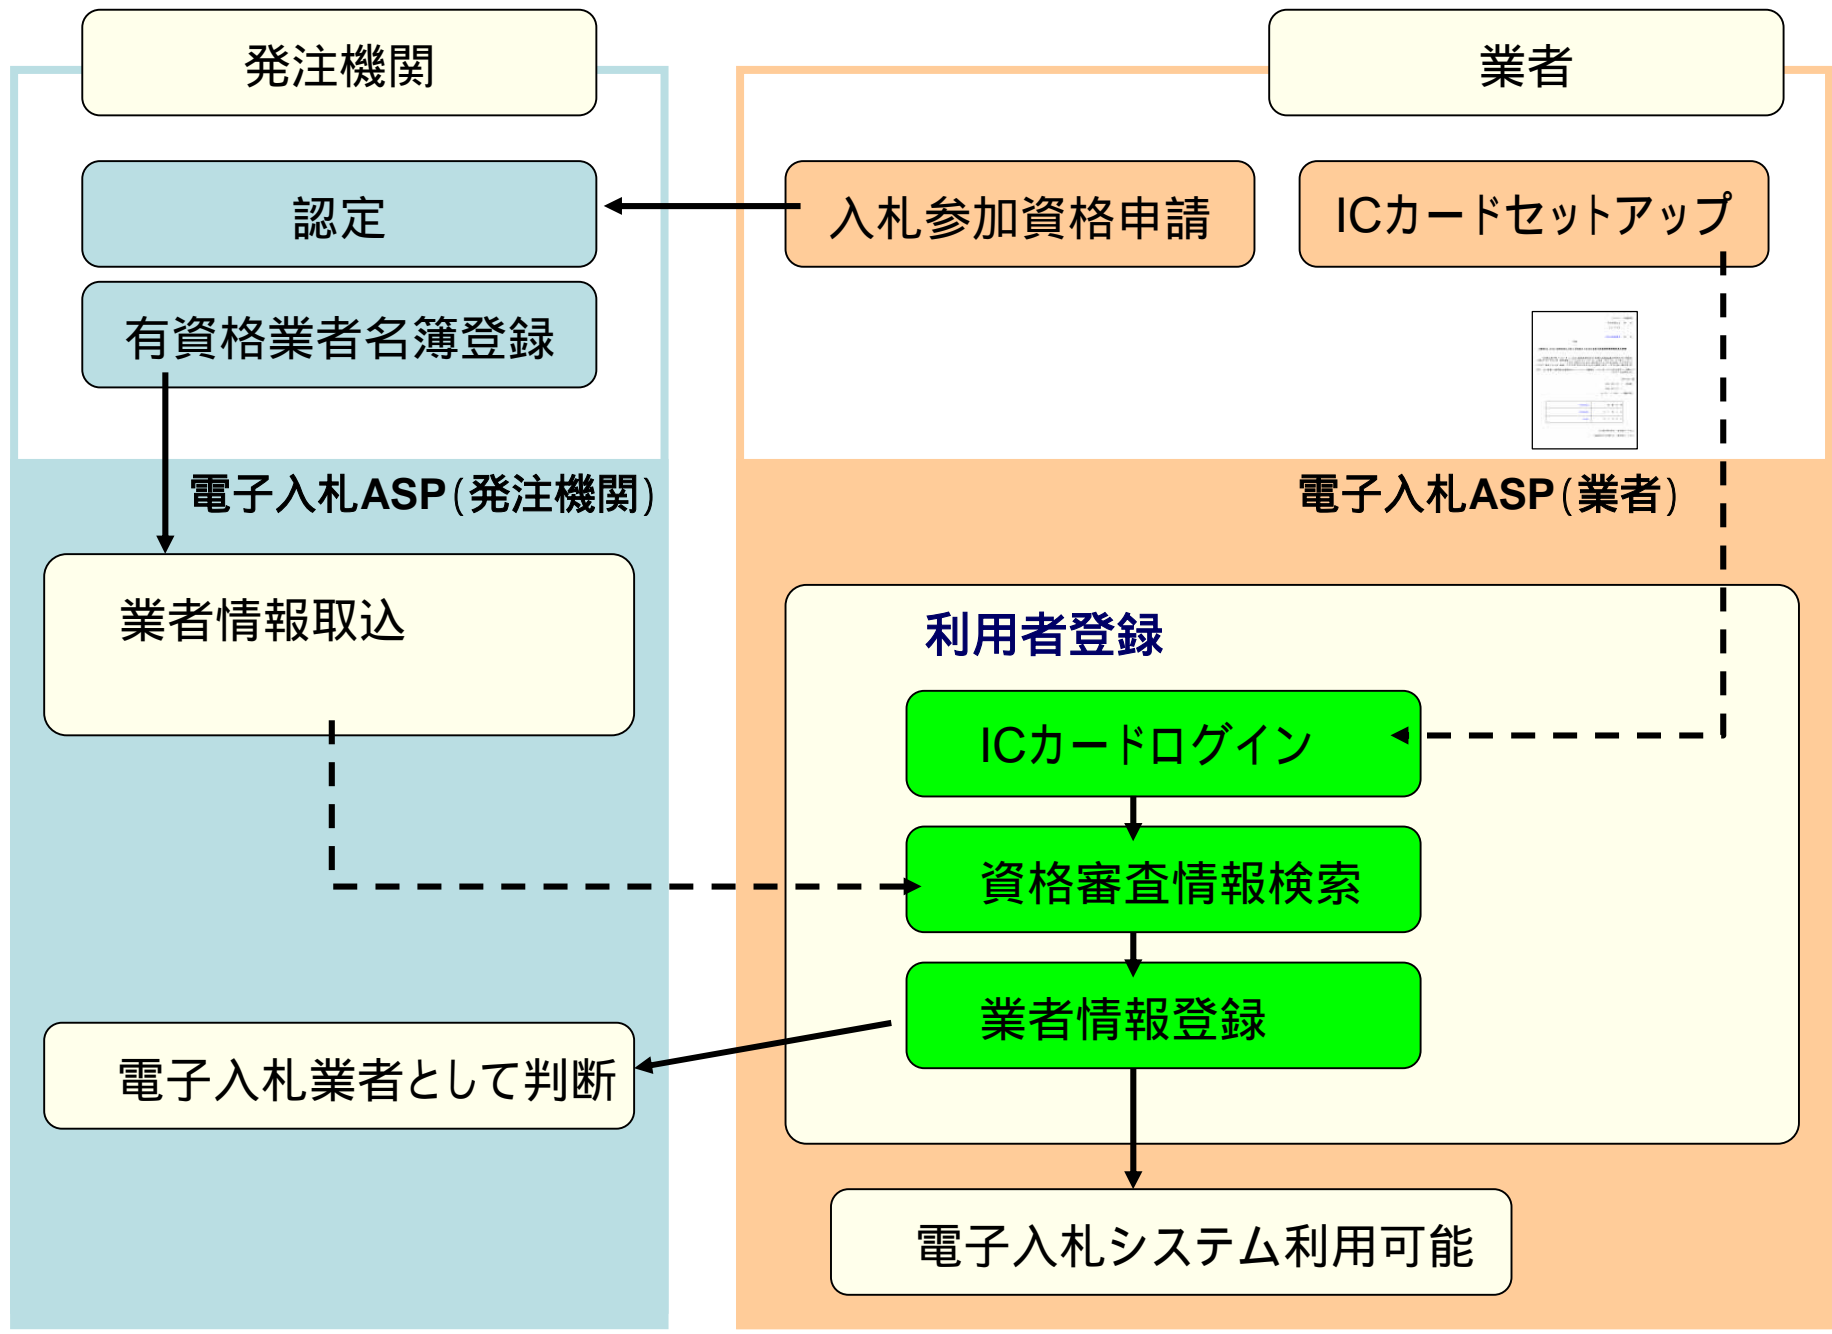 発注機関
業者
認定
入札参加資格申請
ICカードセットアップ
有資格業者名簿登録
電子入札ASP(発注機関)
電子入札ASP(業者)
業者情報取込
利用者登録
ICカードログイン
資格審査情報検索
業者情報登録
電子入札業者として判断
電子入札システム利用可能